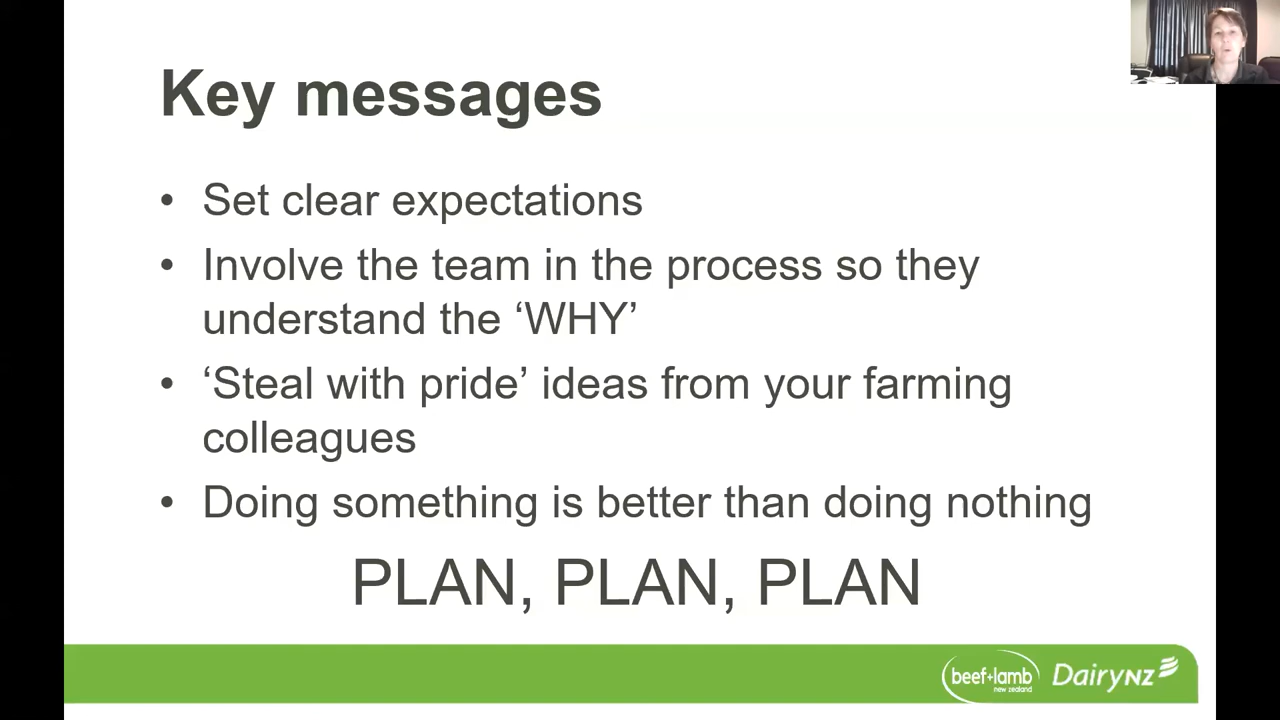 Key messages
• Set clear expectations
• Involve the team in the process so they
understand the ‘WHY’
• ‘Steal with pride’ ideas from your farming
colleagues
• Doing something is better than doing nothing
PLAN, PLAN, PLAN
beef+lamb
new zealand
DairyNZ